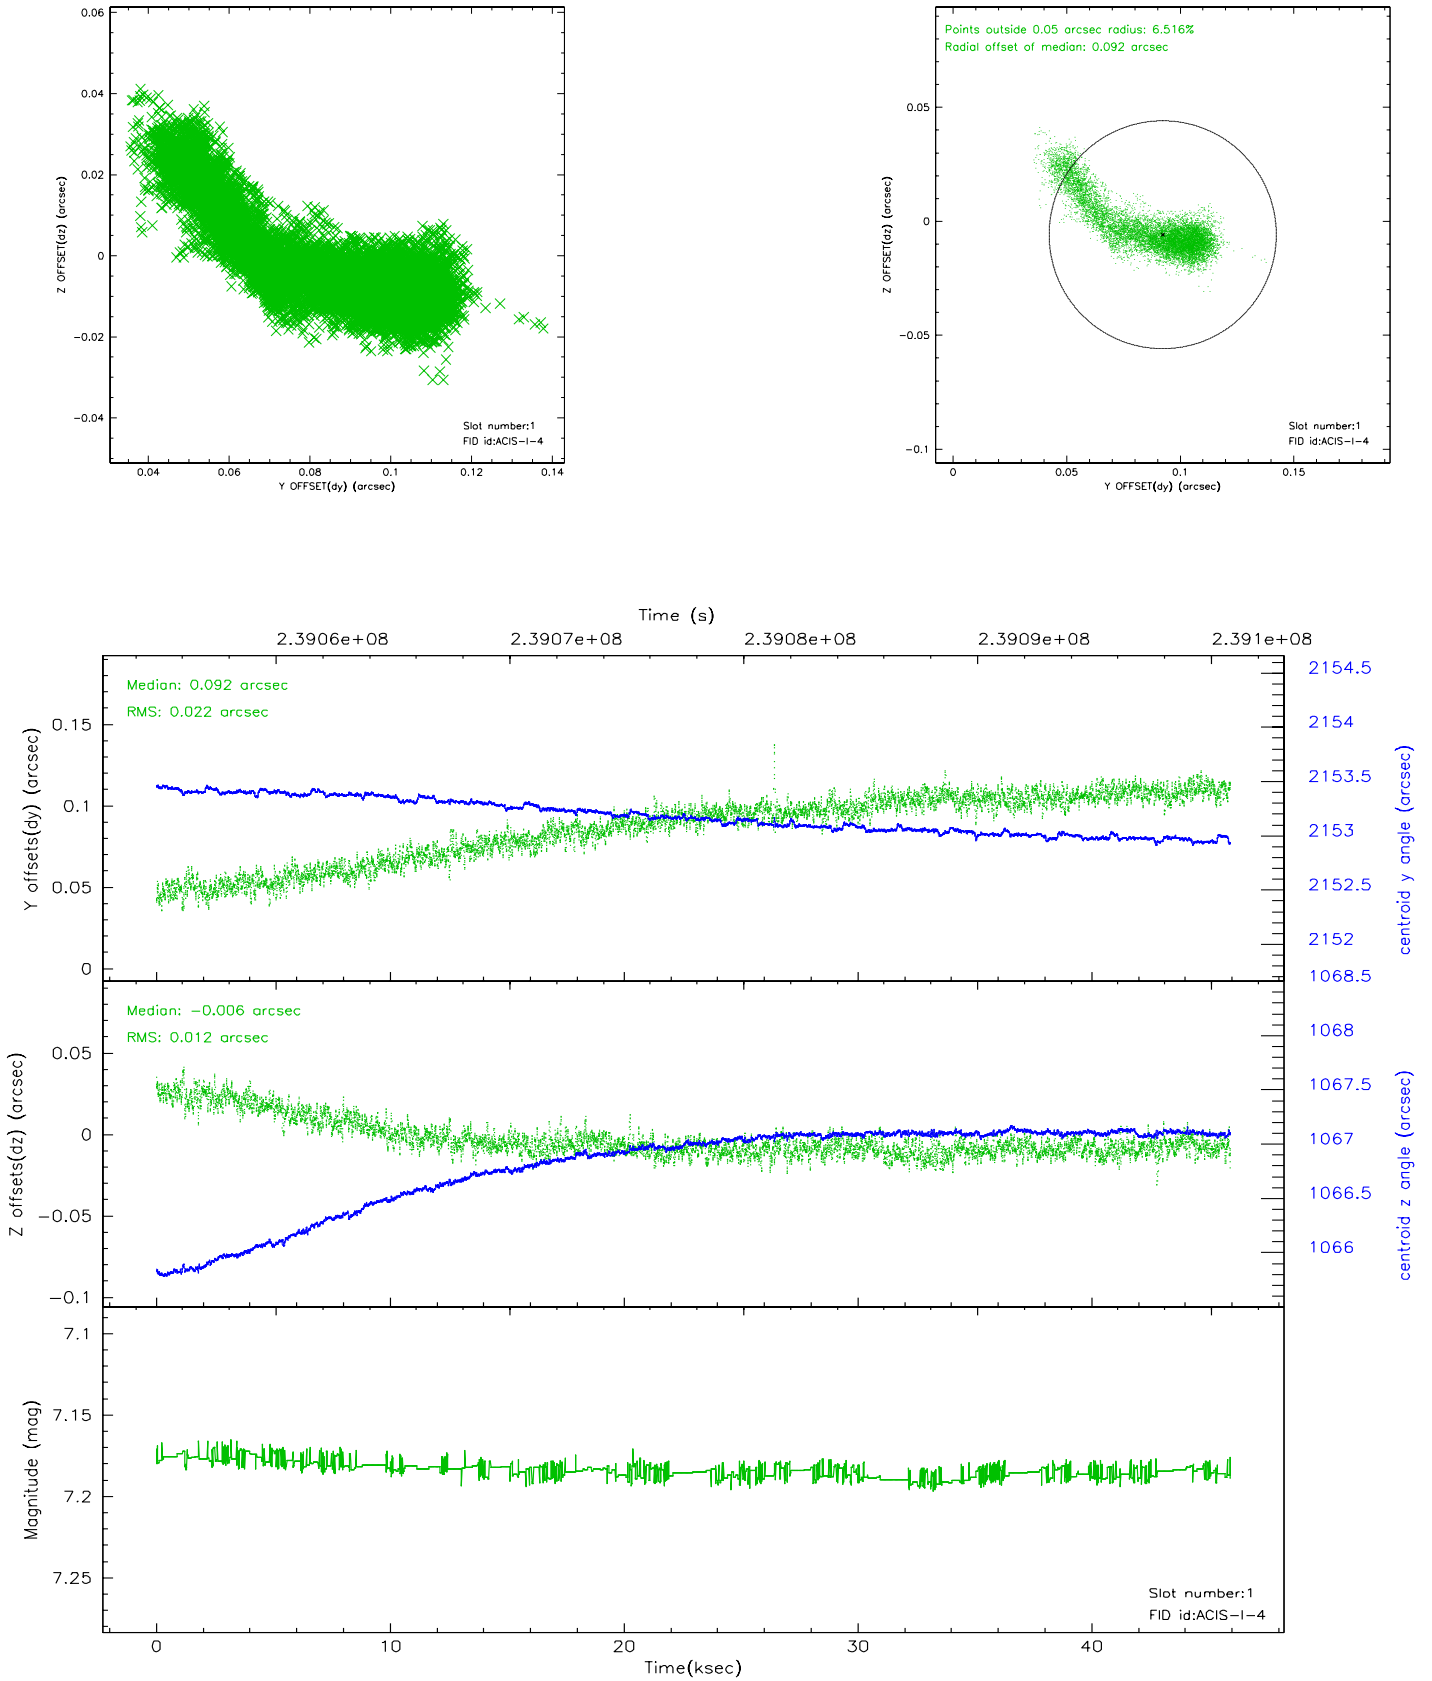 0.06
0.04
0.02
0
−0.02
−0.04
Z OFFSET(dz) (arcsec)
Slot number:1
FID id:ACIS−I−4
0.04 0.06 0.08 0.1 0.12 0.14
Y OFFSET(dy) (arcsec)
Points outside 0.05 arcsec radius: 6.516%
Radial offset of median: 0.092 arcsec
0.05
0
−0.05
−0.1
Z OFFSET(dz) (arcsec)
Slot number:1
FID id:ACIS−I−4
0 0.05 0.1 0.15
Y OFFSET(dy) (arcsec)
Time (s)
2.3906e+08 2.3907e+08 2.3908e+08 2.3909e+08 2.391e+08
Median: 0.092 arcsec
RMS: 0.022 arcsec
0.15
0.1
0.05
0
Y offsets(dy) (arcsec)
2154.5
2154
2153.5
2153
2152.5
2152
centroid y angle (arcsec)
1068.5
1068
1067.5
1067
1066.5
1066
centroid z angle (arcsec)
Median: −0.006 arcsec
RMS: 0.012 arcsec
0.05
0
−0.05
−0.1
Z offsets(dz) (arcsec)
7.1
7.15
7.2
7.25
Magnitude (mag)
Slot number:1
FID id:ACIS−I−4
0 10 20 30 40
Time(ksec)